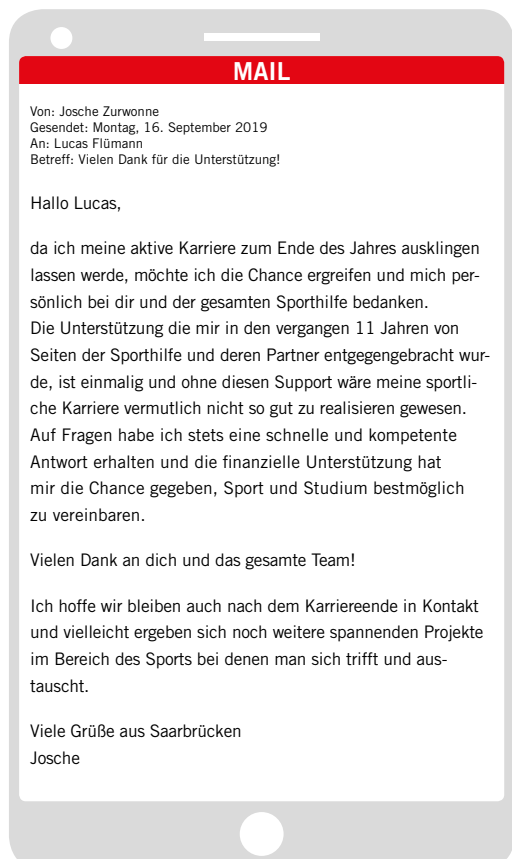 MAIL
Von: Josche Zurwonne
Gesendet: Montag, 16. September 2019
An: Lucas Flümann
Betreff: Vielen Dank für die Unterstützung!
Hallo Lucas,
da ich meine aktive Karriere zum Ende des Jahres ausklingen
lassen werde, möchte ich die Chance ergreifen und mich per-
sönlich bei dir und der gesamten Sporthilfe bedanken.
Die Unterstützung die mir in den vergangen 11 Jahren von
Seiten der Sporthilfe und deren Partner entgegengebracht wur-
de, ist einmalig und ohne diesen Support wäre meine sportli-
che Karriere vermutlich nicht so gut zu realisieren gewesen.
Auf Fragen habe ich stets eine schnelle und kompetente
Antwort erhalten und die finanzielle Unterstützung hat
mir die Chance gegeben, Sport und Studium bestmöglich
zu vereinbaren.
Vielen Dank an dich und das gesamte Team!
Ich hoffe wir bleiben auch nach dem Karriereende in Kontakt
und vielleicht ergeben sich noch weitere spannenden Projekte
im Bereich des Sports bei denen man sich trifft und aus-
tauscht.
Viele Grüße aus Saarbrücken
Josche